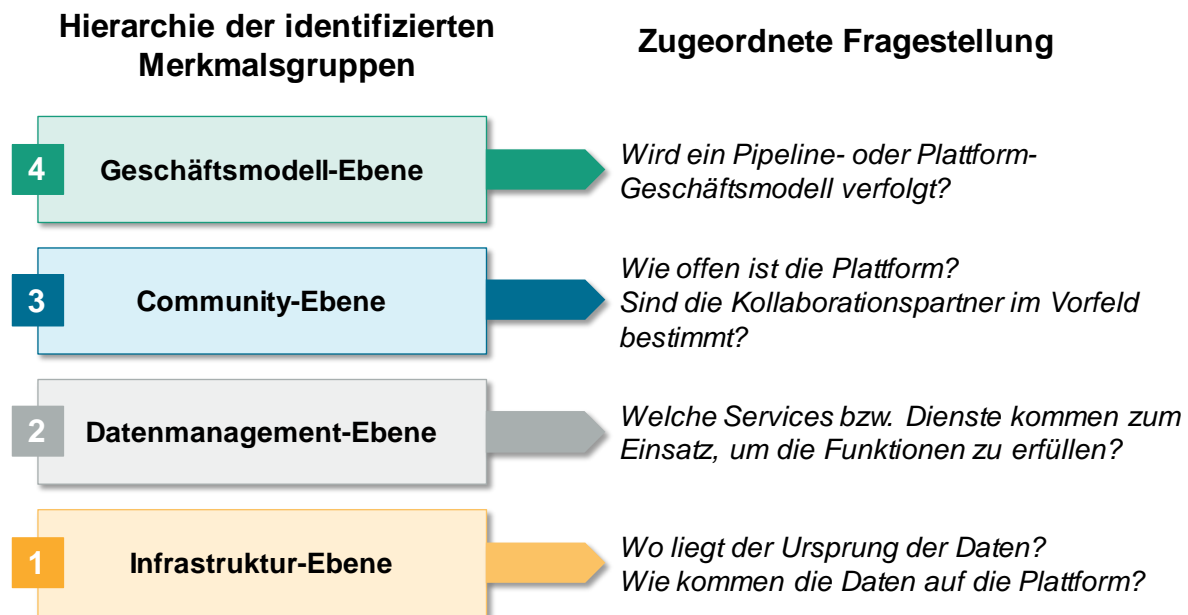 Hierarchie der identifizierten
Merkmalsgruppen
Zugeordnete Fragestellung
4
Geschäftsmodell-Ebene
Wird ein Pipeline- oder Plattform-
Geschäftsmodell verfolgt?
3
Community-Ebene
Wie offen ist die Plattform?
Sind die Kollaborationspartner im Vorfeld
bestimmt?
2
Datenmanagement-Ebene
Welche Services bzw. Dienste kommen zum
Einsatz, um die Funktionen zu erfüllen?
1
Infrastruktur-Ebene
Wo liegt der Ursprung der Daten?
Wie kommen die Daten auf die Plattform?